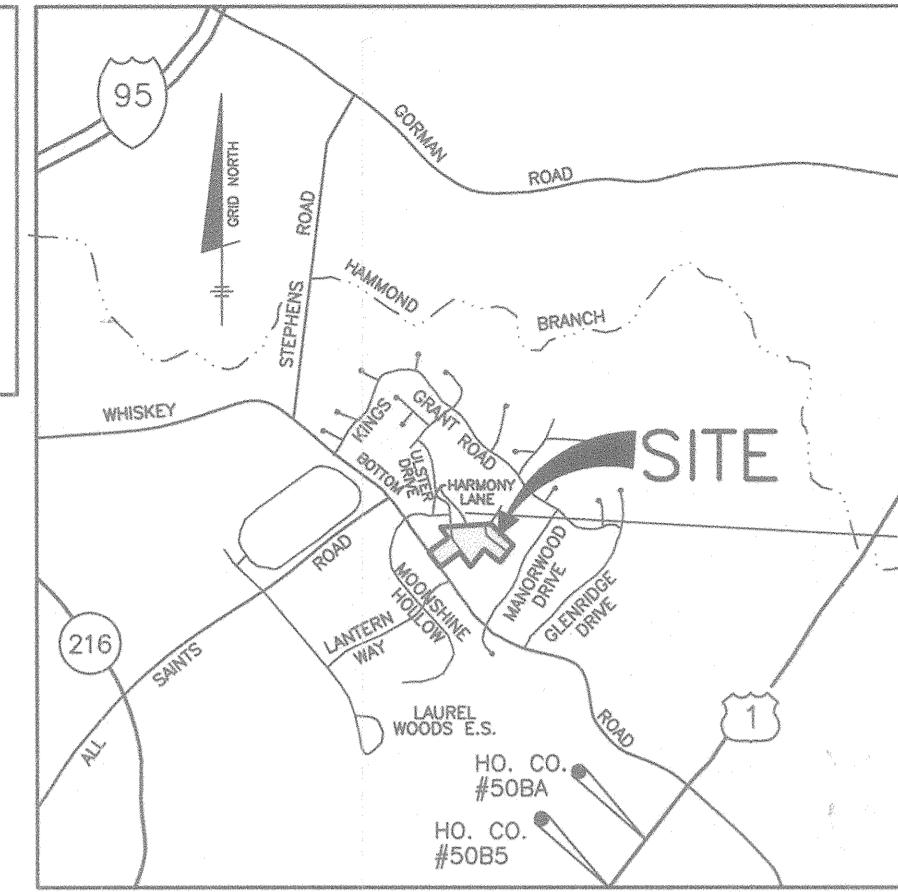 95
GORMAN
ROAD
GRID NORTH
STEPHENS
ROAD
HAMMOND
BRANCH
WHISKEY
BOTTOM
KINGS
GRANT ROAD
ULSTER
DRIVE
HARMONY
LANE
SITE
ROAD
MANORWOOD
DRIVE
GLENRIDGE
DRIVE
MOONSHINE
HOLLOW
LANTERN
WAY
216
ALL
SAINTS
ROAD
LAUREL
WOODS E.S.
1
HO. CO.
#50BA
HO. CO.
#50B5